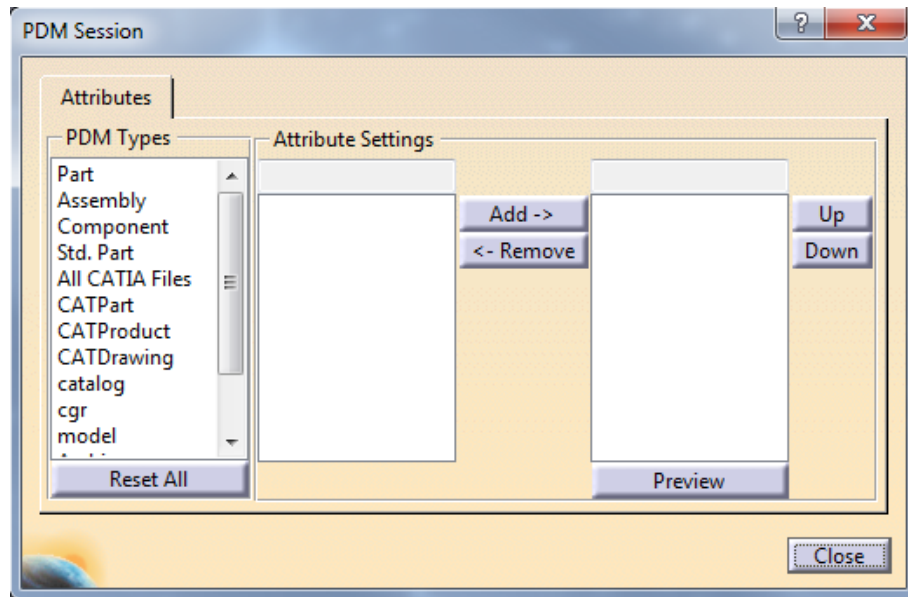 PDM Session
?
X
Attributes
PDM Types
Attribute Settings
Part
Assembly
Component
Std. Part
All CATIA Files
CATPart
CATProduct
CATDrawing
catalog
cgr
model
Reset All
Add ->
<- Remove
Up
Down
Preview
Close